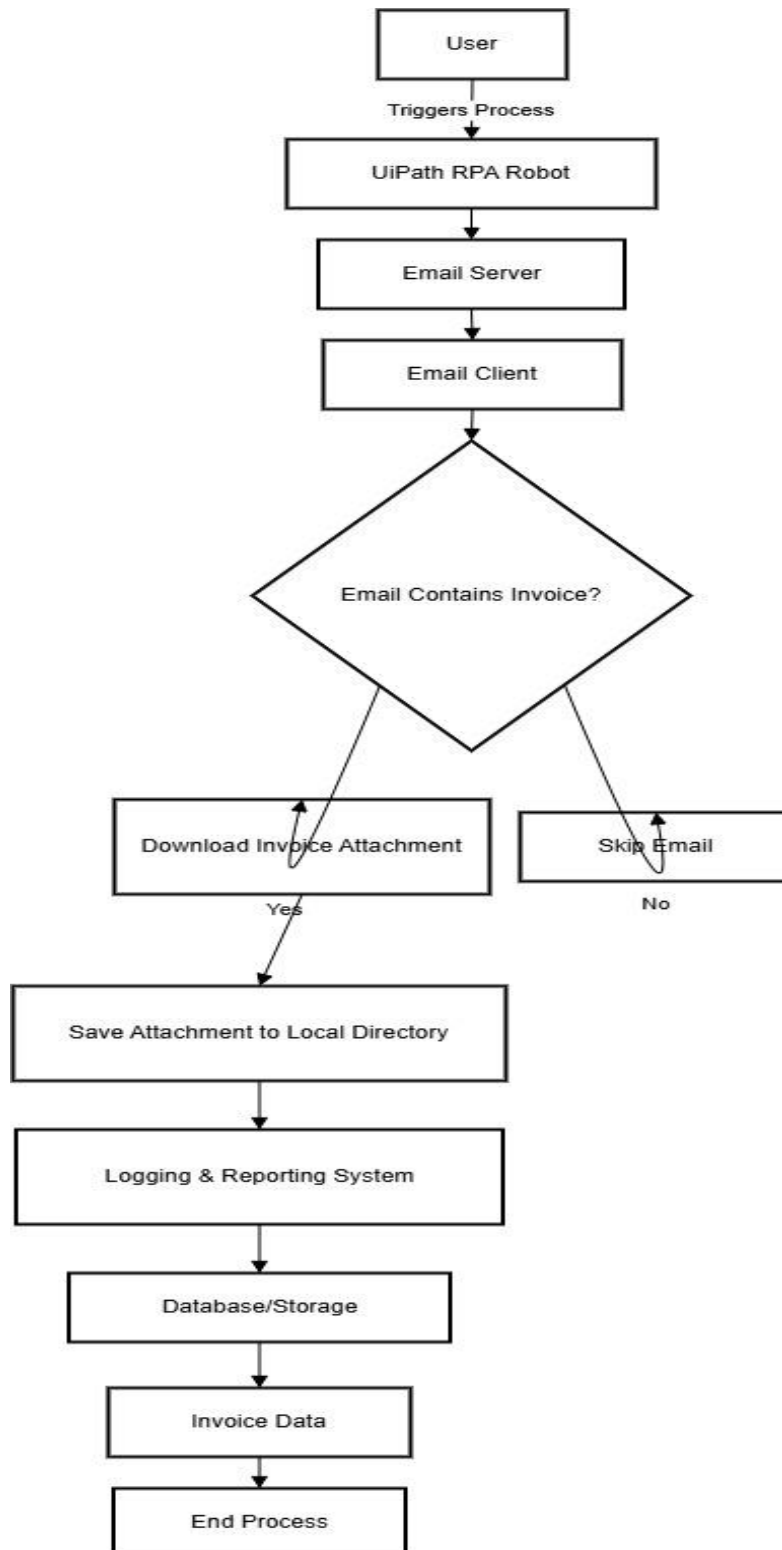 User
Triggers Process
UiPath RPA Robot
Email Server
Email Client
Email Contains Invoice?
Download Invoice Attachment
Skip Email
Yes
No
Save Attachment to Local Directory
Logging & Reporting System
Database/Storage
Invoice Data
End Process